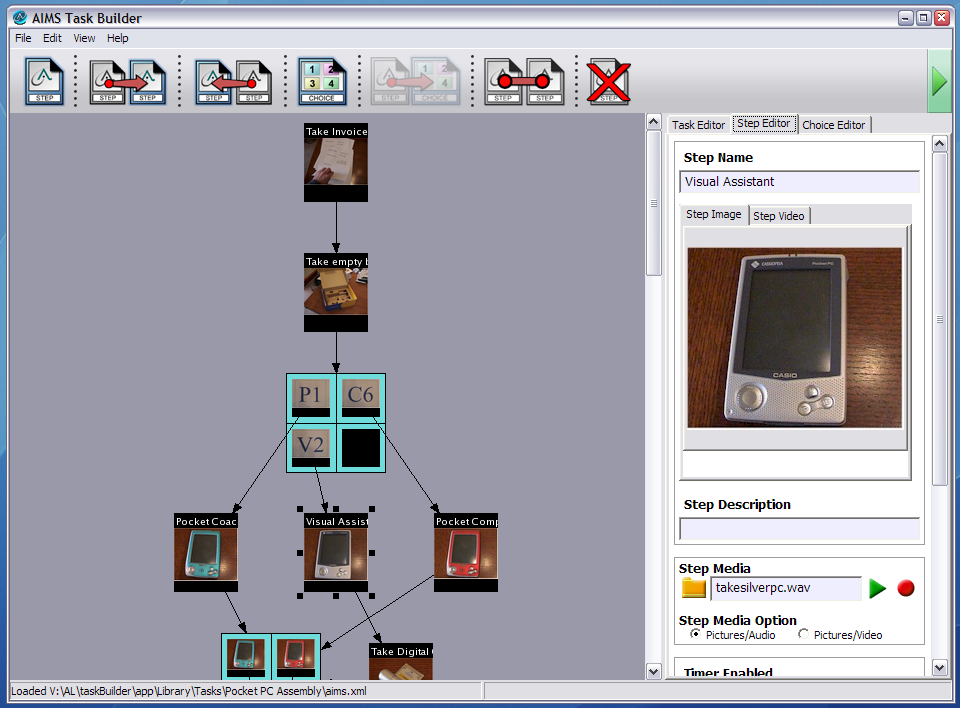 AIMS Task Builder
File Edit View Help
STEP
STEP STEP
STEP STEP
1 2
3 4
CHOICE
STEP 1 2
4
CHOICE
STEP STEP
STEP
Take Invoice
Take empty b
P1 C6
V2
Pocket Coac Visual Assist Pocket Comp
Take Digital
Task Editor Step Editor Choice Editor
Step Name
Visual Assistant
Step Image Step Video
CASSIOPEIA Pocket PC
CASIO
Step Description
Step Media
takesilverpc.wav
Step Media Option
Pictures/Audio Pictures/Video
Timer Enabled
Loaded V:\AL\taskBuilder\app\Library\Tasks\Pocket PC Assembly\aims.xml